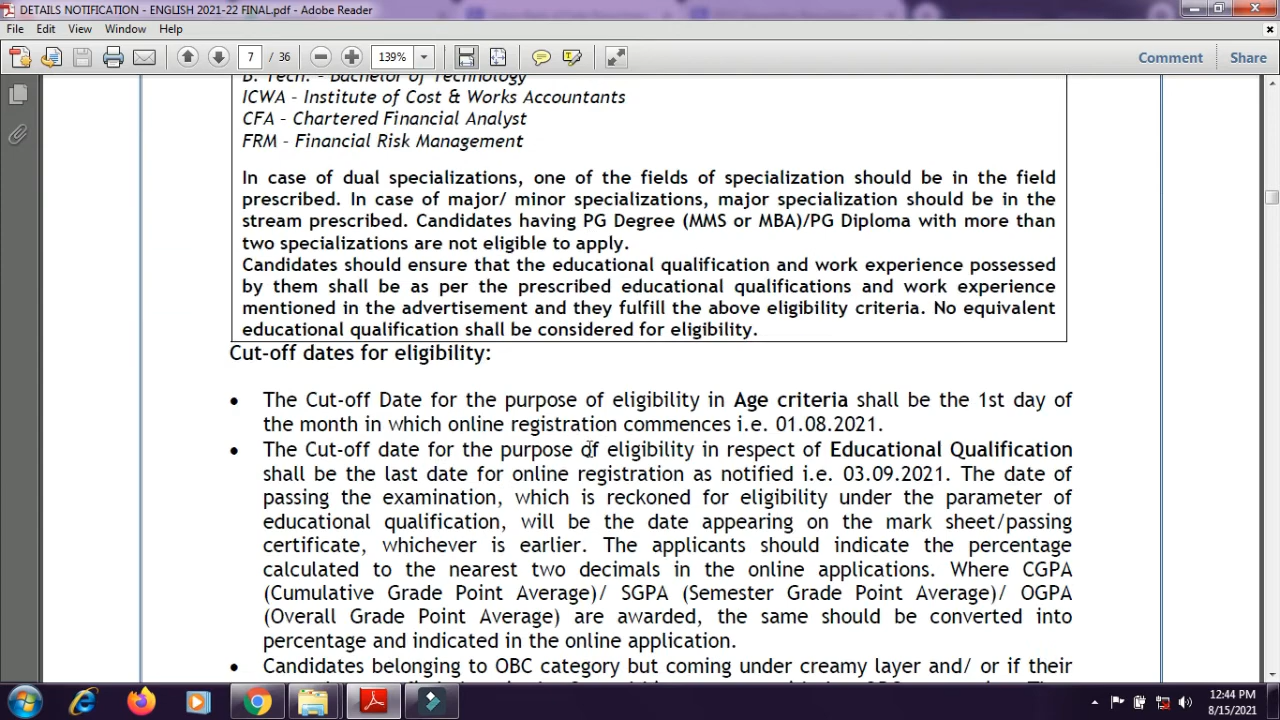 DETAILS NOTIFICATION - ENGLISH 2021-22 FINAL.pdf - Adobe Reader
File Edit View Window Help
7 / 36 139% Comment Share
B. Tech. – Bachelor of Technology
ICWA – Institute of Cost & Works Accountants
CFA – Chartered Financial Analyst
FRM – Financial Risk Management
In case of dual specializations, one of the fields of specialization should be in the field
prescribed. In case of major/ minor specializations, major specialization should be in the
stream prescribed. Candidates having PG Degree (MMS or MBA)/PG Diploma with more than
two specializations are not eligible to apply.
Candidates should ensure that the educational qualification and work experience possessed
by them shall be as per the prescribed educational qualifications and work experience
mentioned in the advertisement and they fulfill the above eligibility criteria. No equivalent
educational qualification shall be considered for eligibility.
Cut-off dates for eligibility:
• The Cut-off Date for the purpose of eligibility in Age criteria shall be the 1st day of
the month in which online registration commences i.e. 01.08.2021.
• The Cut-off date for the purpose of eligibility in respect of Educational Qualification
shall be the last date for online registration as notified i.e. 03.09.2021. The date of
passing the examination, which is reckoned for eligibility under the parameter of
educational qualification, will be the date appearing on the mark sheet/passing
certificate, whichever is earlier. The applicants should indicate the percentage
calculated to the nearest two decimals in the online applications. Where CGPA
(Cumulative Grade Point Average)/ SGPA (Semester Grade Point Average)/ OGPA
(Overall Grade Point Average) are awarded, the same should be converted into
percentage and indicated in the online application.
• Candidates belonging to OBC category but coming under creamy layer and/ or if their
12:44 PM
8/15/2021